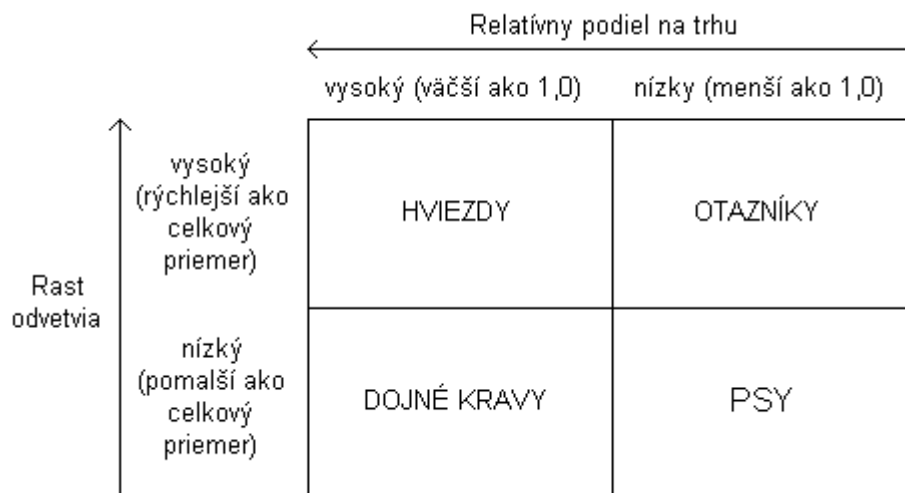 Relatívny podiel na trhu
vysoký (väčší ako 1,0)
nízky (menší ako 1,0)
vysoký
(rýchlejší ako
celkový
priemer)
HVIEZDY
OTAZNÍKY
Rast
odvetvia
nízký
(pomalší ako
celkový
priemer)
DOJNÉ KRAVY
PSY